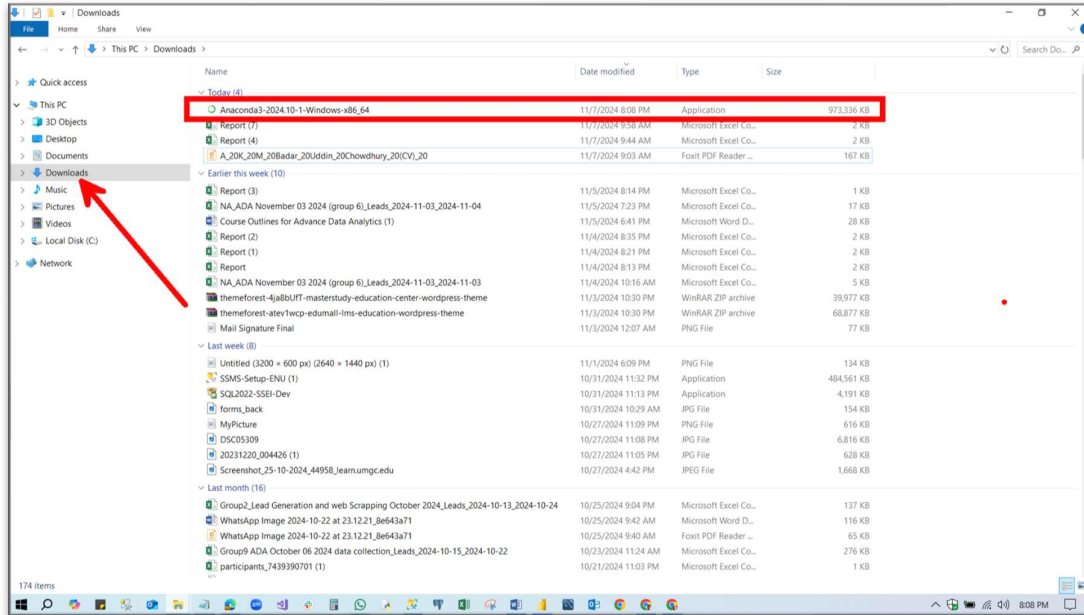 Downloads
File Home Share View
This PC > Downloads >
Search Do...
Quick access
This PC
3D Objects
Desktop
Documents
Downloads
Music
Pictures
Videos
Local Disk (C:)
Network
Name Date modified Type Size
Today (4)
Anaconda3-2024.10-1-Windows-x86_64 11/7/2024 8:08 PM Application 973,336 KB
Report (7) 11/7/2024 9:58 AM Microsoft Excel Co... 2 KB
Report (4) 11/7/2024 9:44 AM Microsoft Excel Co... 2 KB
A_20K_20M_20Badar_20Uddin_20Chowdhury_20(CV)_20 11/7/2024 9:03 AM Foxit PDF Reader ... 167 KB
Earlier this week (10)
Report (3) 11/5/2024 8:14 PM Microsoft Excel Co... 1 KB
NA_ADA November 03 2024 (group 6)_Leads_2024-11-03_2024-11-04 11/5/2024 7:23 PM Microsoft Excel Co... 17 KB
Course Outlines for Advance Data Analytics (1) 11/5/2024 6:41 PM Microsoft Word D... 28 KB
Report (2) 11/4/2024 8:35 PM Microsoft Excel Co... 2 KB
Report (1) 11/4/2024 8:21 PM Microsoft Excel Co... 2 KB
Report 11/4/2024 8:13 PM Microsoft Excel Co... 2 KB
NA_ADA November 03 2024 (group 6)_Leads_2024-11-03_2024-11-03 11/4/2024 10:16 AM Microsoft Excel Co... 5 KB
themeforest-4ja8bUfT-masterstudy-education-center-wordpress-theme 11/3/2024 10:30 PM WinRAR ZIP archive 39,977 KB
themeforest-atev1wcp-edumall-lms-education-wordpress-theme 11/3/2024 10:30 PM WinRAR ZIP archive 68,877 KB
Mail Signature Final 11/3/2024 12:07 AM PNG File 77 KB
Last week (8)
Untitled (3200 × 600 px) (2640 × 1440 px) (1) 11/1/2024 6:09 PM PNG File 134 KB
SSMS-Setup-ENU (1) 10/31/2024 11:32 PM Application 484,561 KB
SQL2022-SSEI-Dev 10/31/2024 11:13 PM Application 4,191 KB
forms_back 10/31/2024 10:29 AM JPG File 154 KB
MyPicture 10/27/2024 11:09 PM PNG File 616 KB
DSC05309 10/27/2024 11:08 PM JPG File 6,816 KB
20231220_004426 (1) 10/27/2024 11:05 PM JPG File 628 KB
Screenshot_25-10-2024_44958_learn.umgc.edu 10/27/2024 4:42 PM JPEG File 1,668 KB
Last month (16)
Group2_Lead Generation and web Scrapping October 2024_Leads_2024-10-13_2024-10-24 10/25/2024 9:04 PM Microsoft Excel Co... 137 KB
WhatsApp Image 2024-10-22 at 23.12.21_8e643a71 10/25/2024 9:42 AM Microsoft Word D... 116 KB
WhatsApp Image 2024-10-22 at 23.12.21_8e643a71 10/25/2024 9:40 AM Foxit PDF Reader ... 65 KB
Group9 ADA October 06 2024 data collection_Leads_2024-10-15_2024-10-22 10/23/2024 11:24 AM Microsoft Excel Co... 276 KB
participants_7439390701 (1) 10/21/2024 11:03 PM Microsoft Excel Co... 1 KB
174 items
8:08 PM